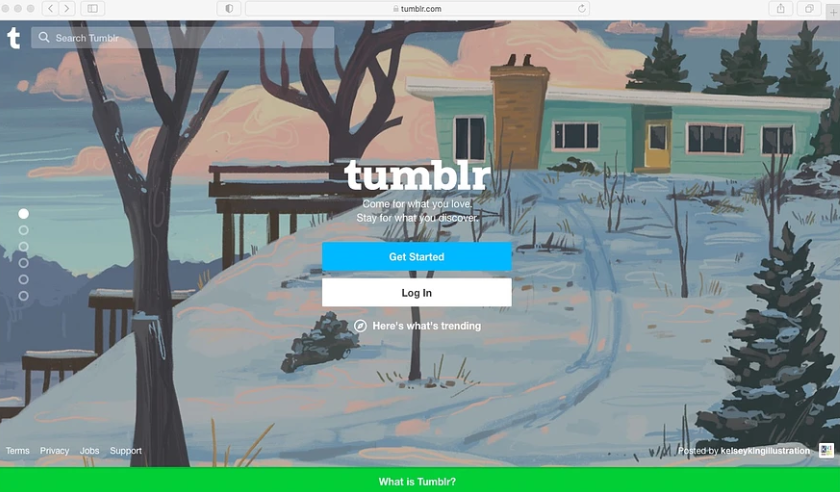 tumblr.com
t
Search Tumblr
tumblr
Come for what you love.
Stay for what you discover.
Get Started
Log In
Here's what's trending
Terms Privacy Jobs Support
Posted by kelseykingillustration
What is Tumblr?